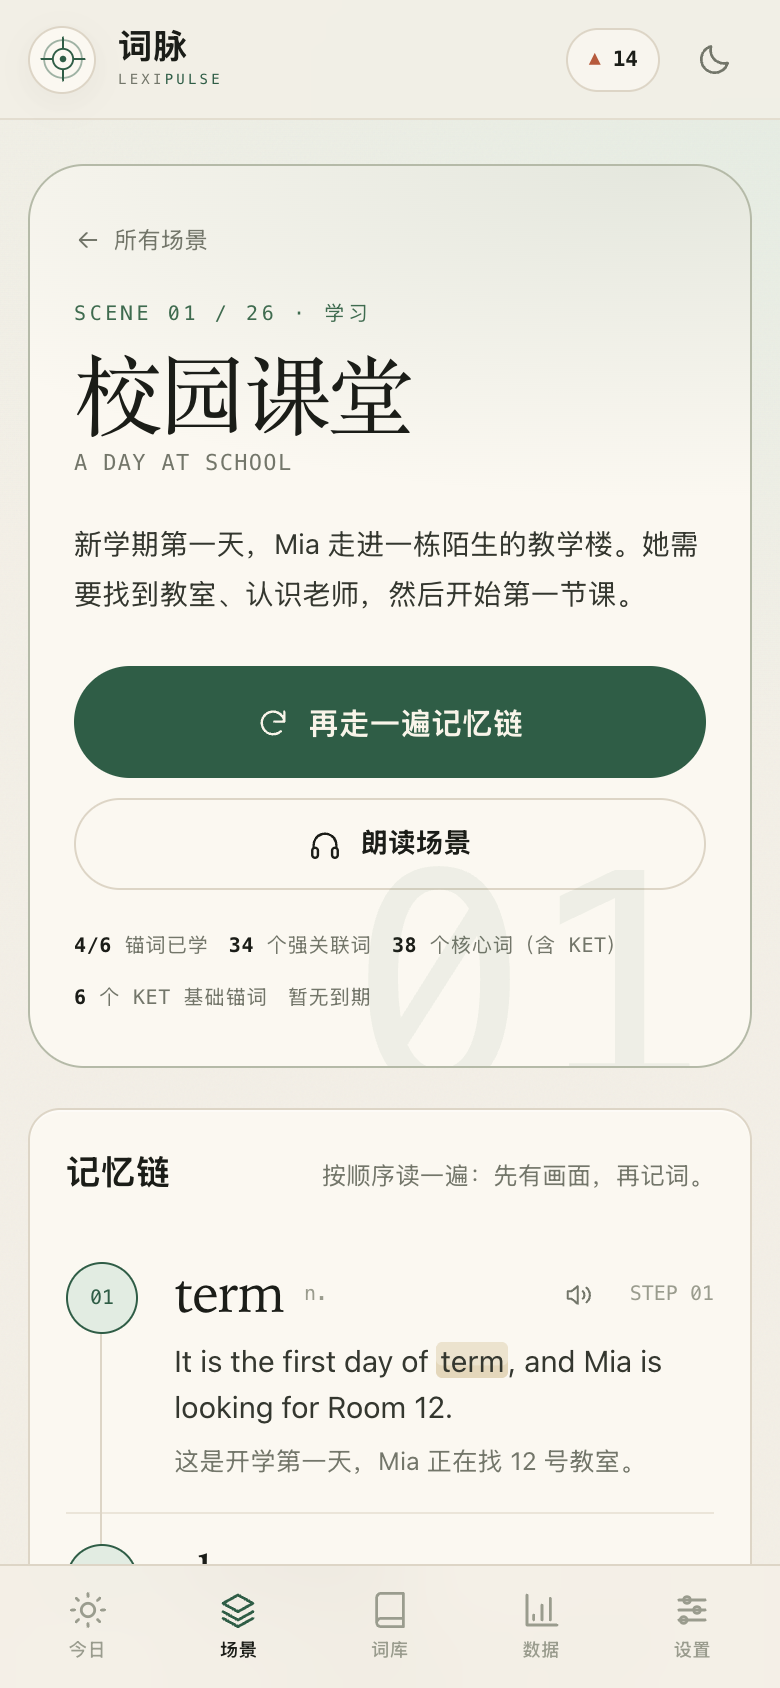 词脉
LEXIPULSE
▲ 14
← 所有场景
SCENE 01 / 26 · 学习
校园课堂
A DAY AT SCHOOL
新学期第一天，Mia 走进一栋陌生的教学楼。她需
要找到教室、认识老师，然后开始第一节课。
再走一遍记忆链
朗读场景
01
4/6 锚词已学 34 个强关联词 38 个核心词（含 KET）
6 个 KET 基础锚词 暂无到期
记忆链 按顺序读一遍：先有画面，再记词。
01 term n. STEP 01
It is the first day of term, and Mia is
looking for Room 12.
这是开学第一天，Mia 正在找 12 号教室。
今日 场景 词库 数据 设置